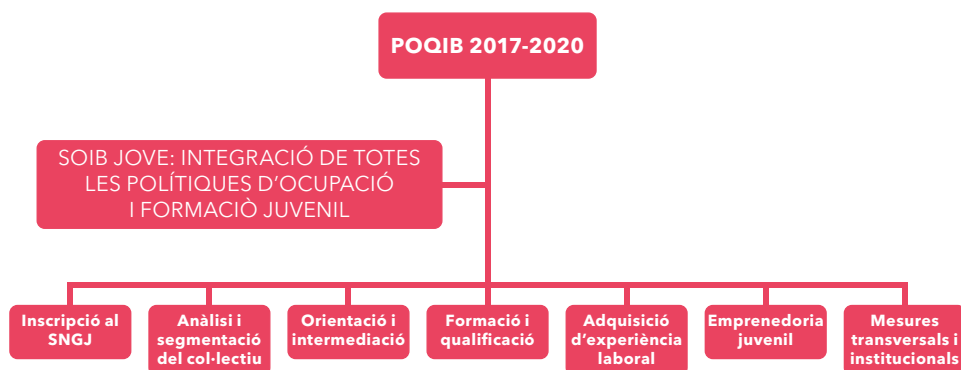 POQIB 2017-2020
SOIB JOVE: INTEGRACIÓ DE TOTES
LES POLÍTIQUES D'OCUPACIÓ
I FORMACIÒ JUVENIL
Inscripció al
SNGJ
Anàlisi i
segmentació
del col·lectiu
Orientació i
intermediació
Formació i
qualificació
Adquisició
d'experiència
laboral
Emprenedoria
juvenil
Mesures
transversals i
institucionals